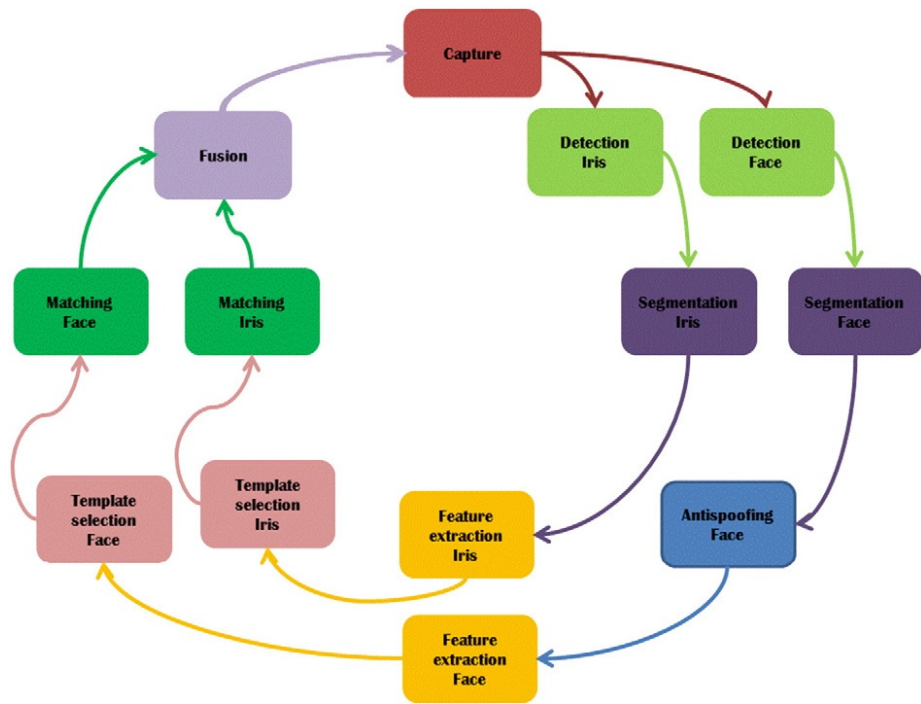 Capture
Fusion
Detection
Iris
Detection
Face
Matching
Face
Matching
Iris
Segmentation
Iris
Segmentation
Face
Template
selection
Face
Template
selection
Iris
Feature
extraction
Iris
Antispoofing
Face
Feature
extraction
Face